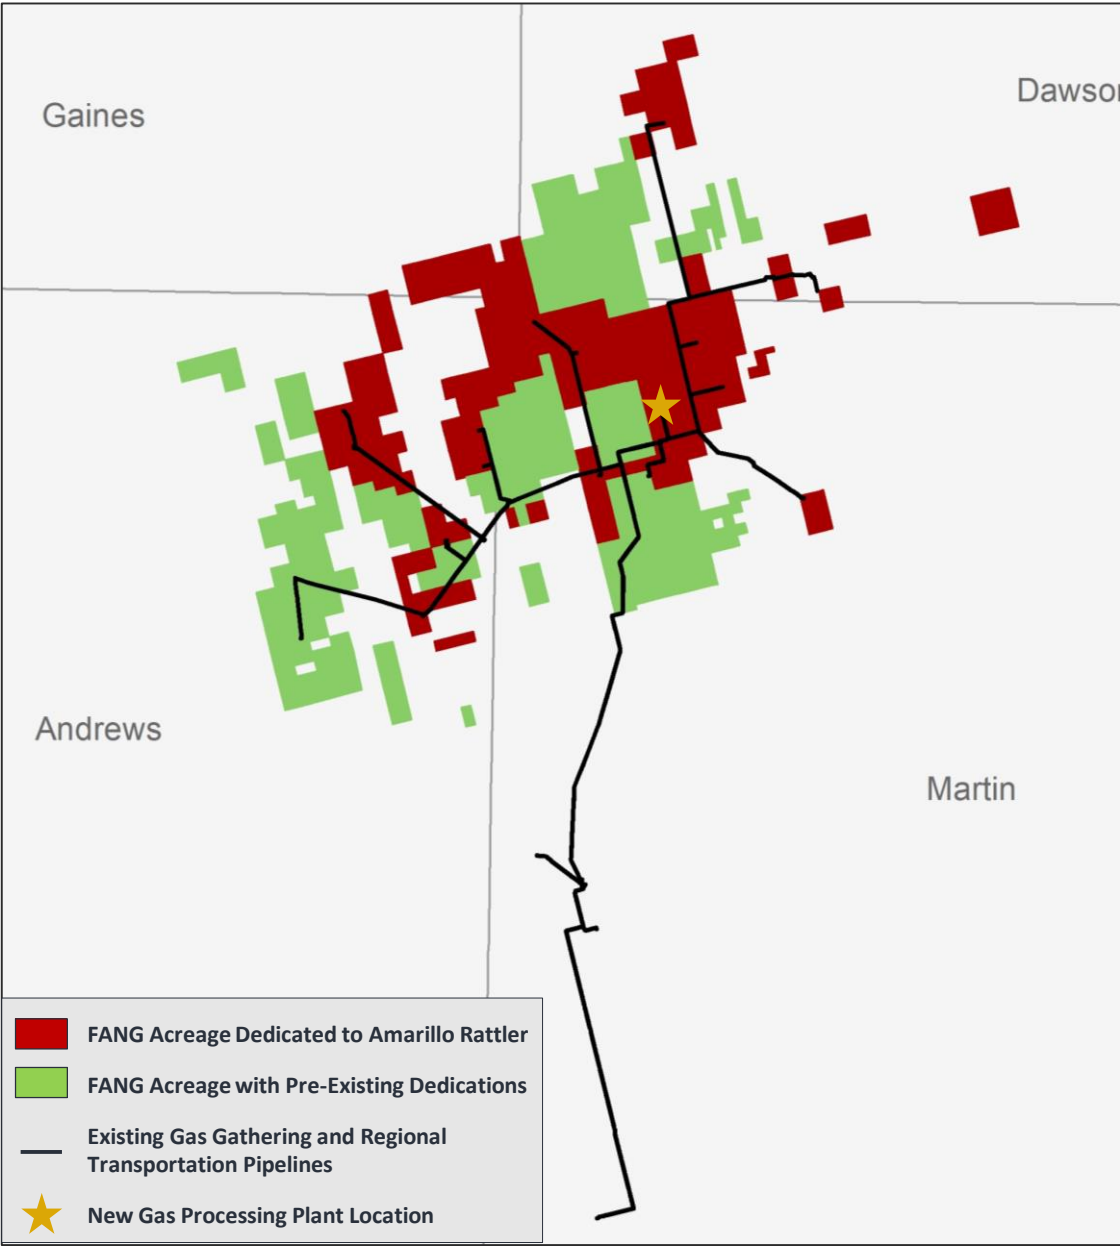 Gaines
Dawson
Andrews
Martin
FANG Acreage Dedicated to Amarillo Rattler
FANG Acreage with Pre-Existing Dedications
Existing Gas Gathering and Regional
Transportation Pipelines
New Gas Processing Plant Location